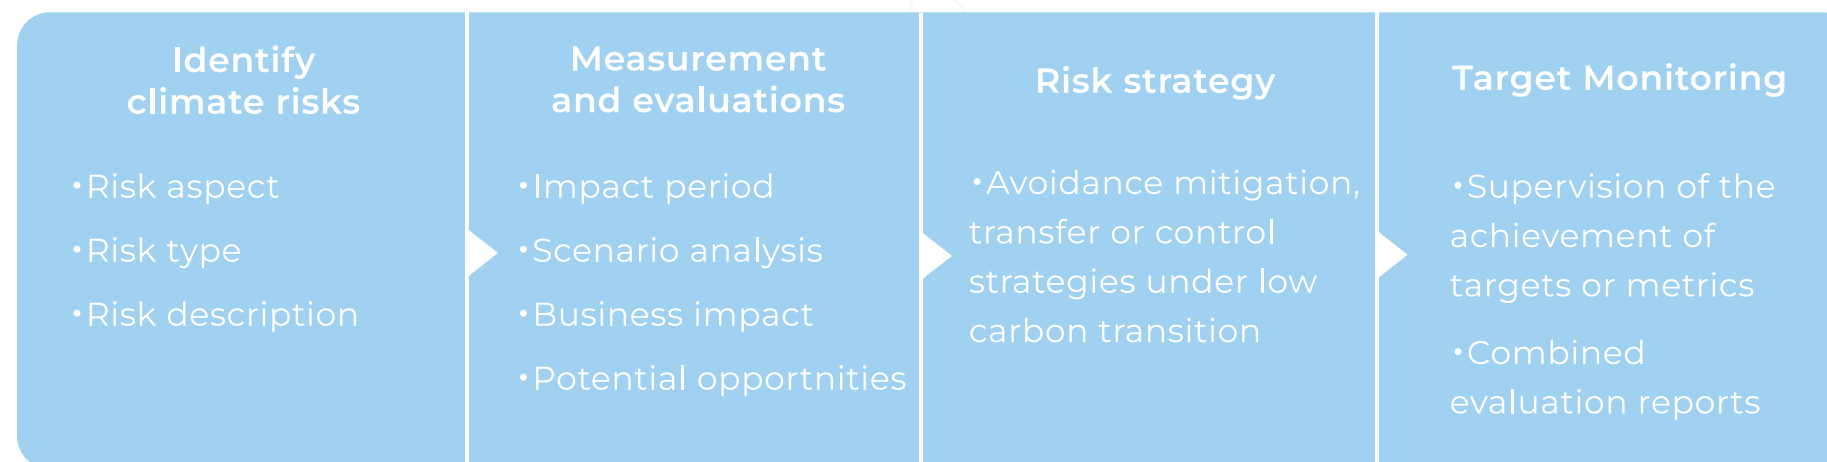 Identify
climate risks
•Risk aspect
•Risk type
•Risk description
Measurement
and evaluations
•Impact period
•Scenario analysis
•Business impact
•Potential opportnities
Risk strategy
•Avoidance mitigation,
transfer or control
strategies under low
carbon transition
Target Monitoring
•Supervision of the
achievement of
targets or metrics
•Combined
evaluation reports